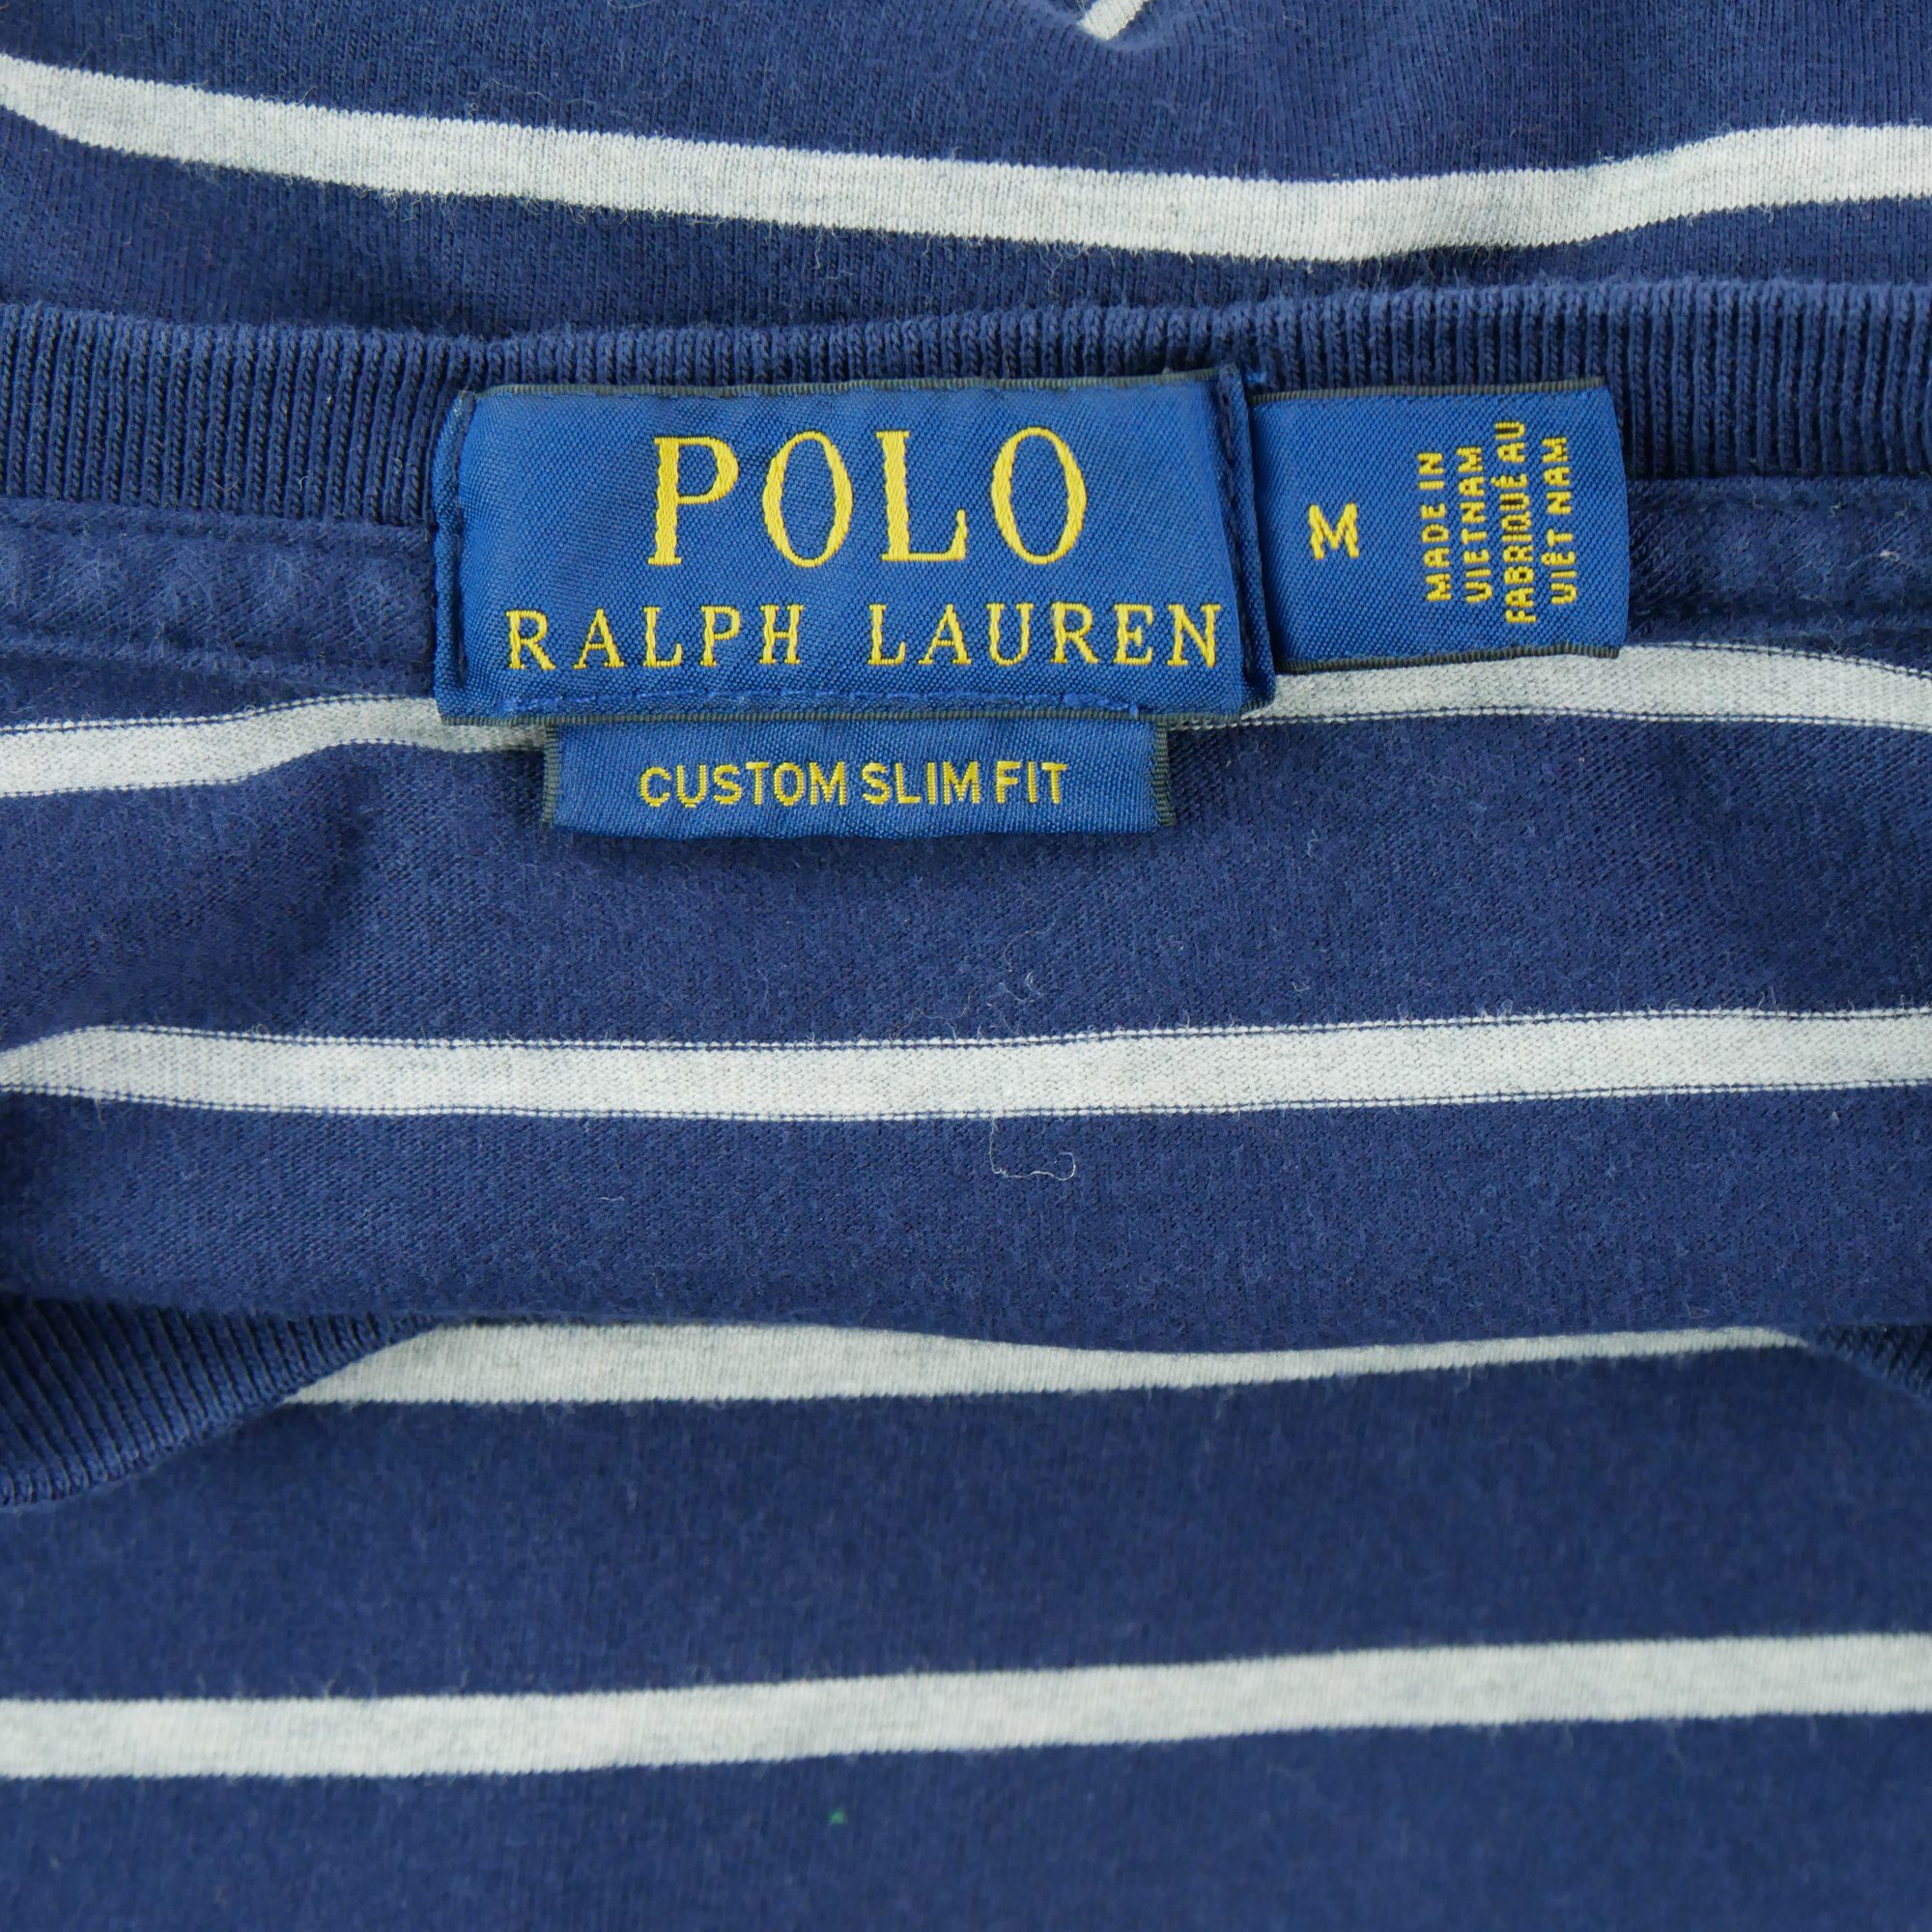 POLO
RALPH LAUREN
CUSTOM SLIM FIT
M
MADE IN
VIETNAM
FABRIQUÉ AU
VIÊT NAM